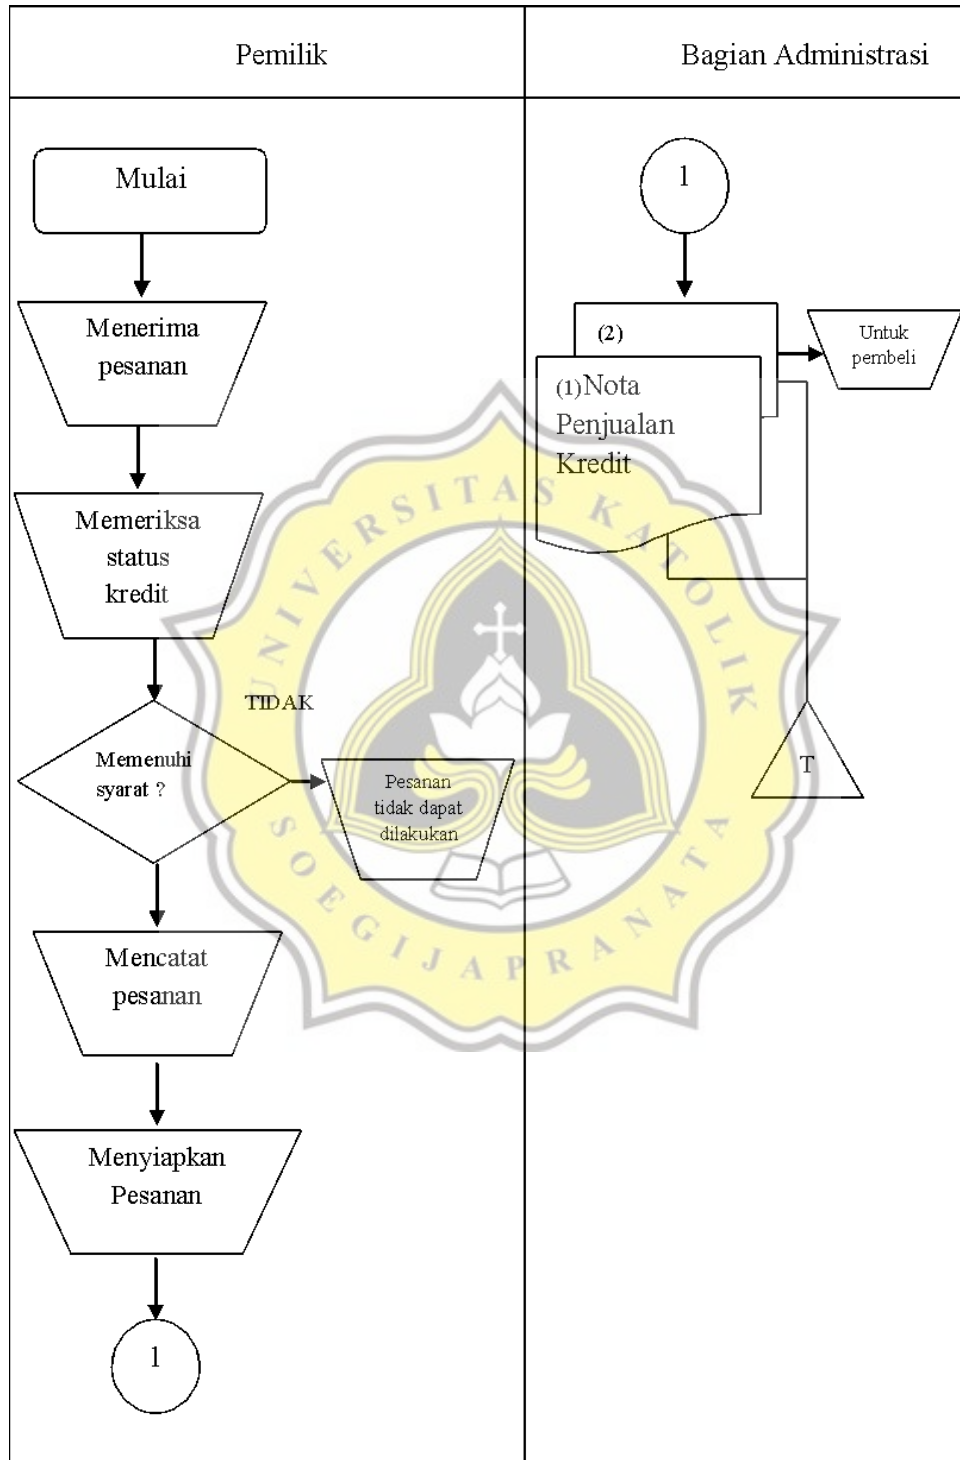 Pemilik
Bagian Administrasi
Mulai
Menerima
pesanan
Memeriksa
status
kredit
TIDAK
Memenuhi
syarat ?
Pesanan
tidak dapat
dilakukan
Mencatat
pesanan
Menyiapkan
Pesanan
1
1
(2)
(1)Nota
Penjualan
Kredit
Untuk
pembeli
T
UNIVERSITAS KATOLIK
SOEGIJAPRANATA